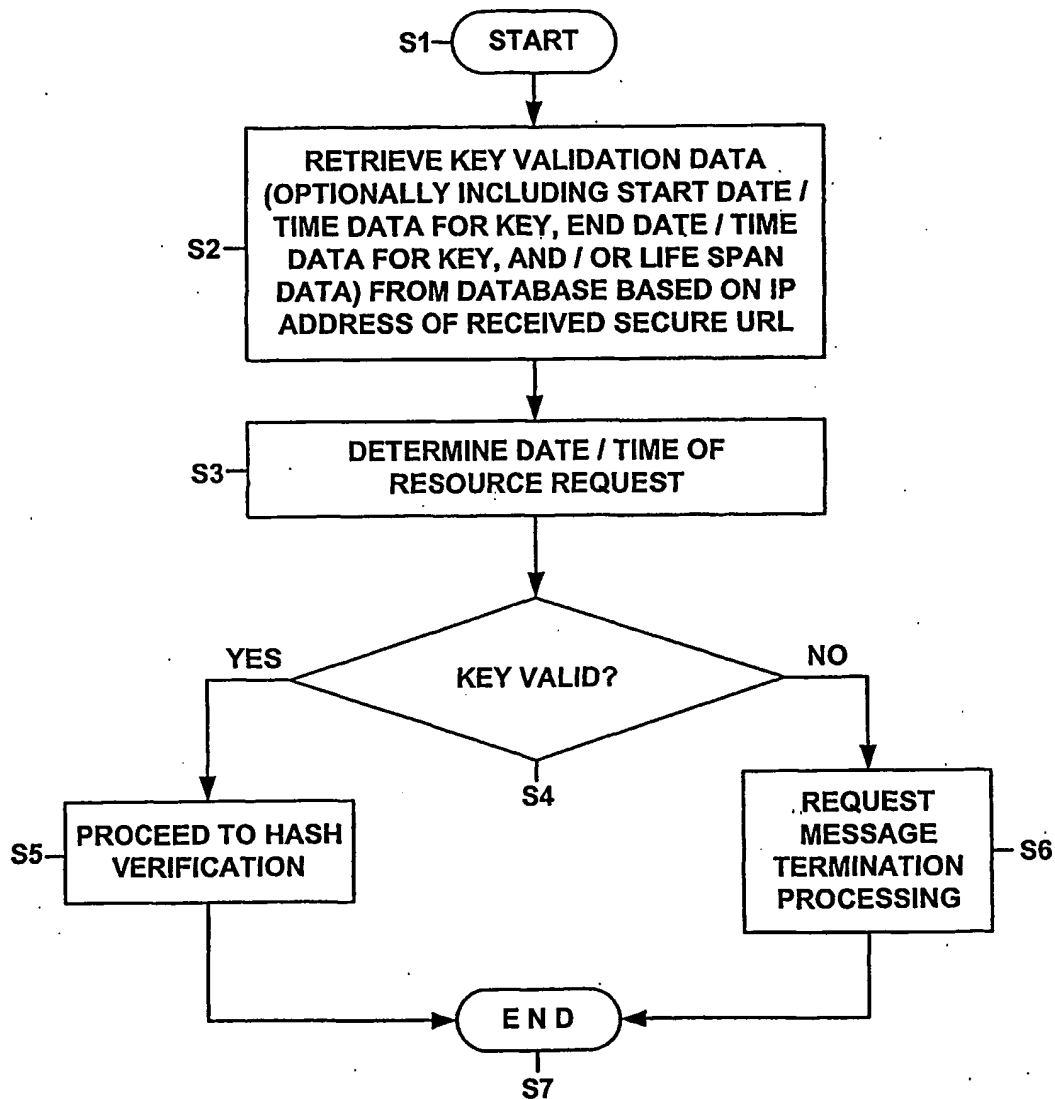 S1
START
RETRIEVE KEY VALIDATION DATA
(OPTIONALLY INCLUDING START DATE /
TIME DATA FOR KEY, END DATE / TIME
DATA FOR KEY, AND / OR LIFE SPAN
DATA) FROM DATABASE BASED ON IP
ADDRESS OF RECEIVED SECURE URL
S2
DETERMINE DATE / TIME OF
RESOURCE REQUEST
S3
YES
KEY VALID?
NO
S4
PROCEED TO HASH
VERIFICATION
S5
REQUEST
MESSAGE
TERMINATION
PROCESSING
S6
E N D
S7